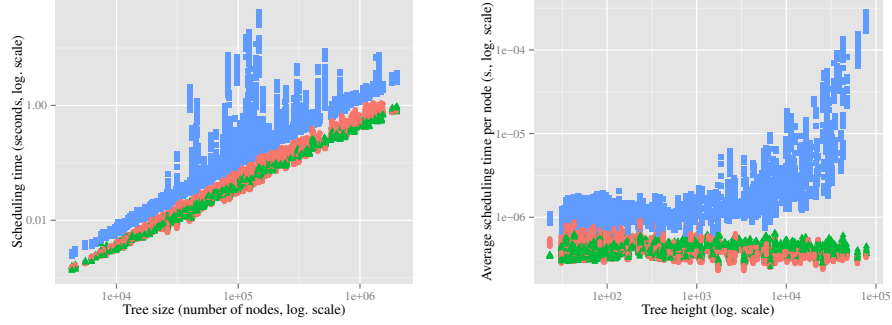 Scheduling time (seconds, log. scale)
1.00
0.01
1e+04
1e+05
1e+06
Tree size (number of nodes, log. scale)
Average scheduling time per node (s., log. scale)
1e−04
1e−05
1e−06
1e+02
1e+03
1e+04
1e+05
Tree height (log. scale)